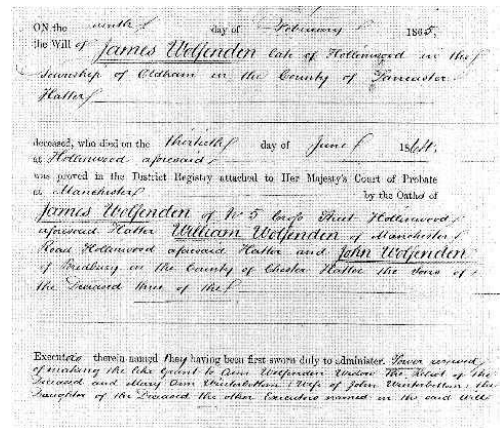 ON the ninth day of February 1865,
the Will of James Wolfenden late of Hollinwood in the
Township of Oldham in the County of Lancaster
Hatter
deceased, who died on the thirtieth day of June 1864,
at Hollinwood aforesaid
was proved in the District Registry attached to Her Majesty's Court of Probate
at Manchester by the Oaths of
James Wolfenden of No 5 Cross Street Hollinwood
aforesaid Hatter William Wolfenden of Manchester
Road Hollinwood aforesaid Hatter and John Wolfenden
of Bredbury in the County of Chester Hatter the Sons of
the Deceased three of the
Executors therein named they having been first sworn duly to administer. Power reserved
of making the like Grant to Ann Wolfenden Widow the Relict of the
Deceased and Mary Ann Winterbottom (Wife of John Winterbottom) the
Daughter of the Deceased the other Executors named in the said Will